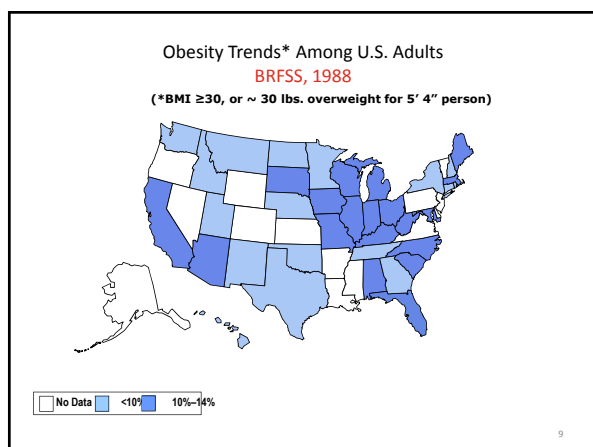 Obesity Trends* Among U.S. Adults
BRFSS, 1988
(*BMI ≥30, or ~ 30 lbs. overweight for 5’ 4” person)
No Data <10% 10%–14%
9